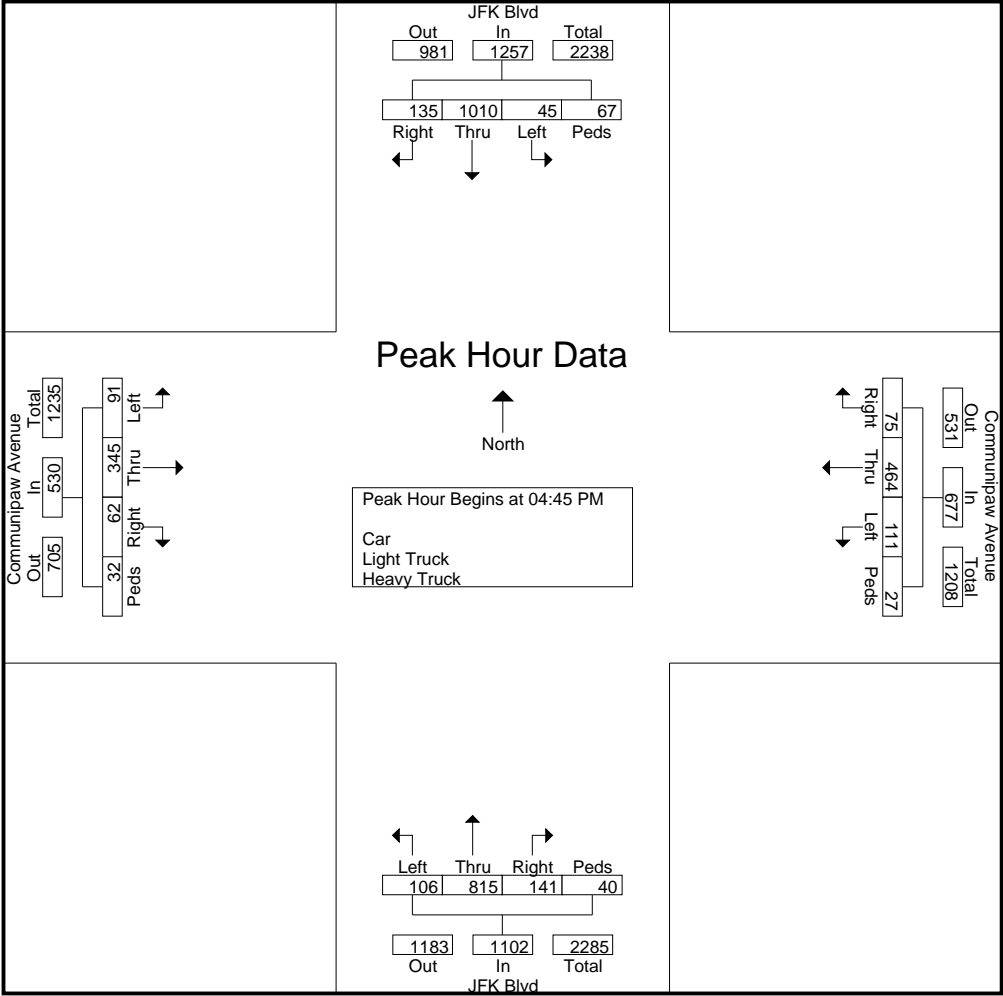 JFK Blvd
Out In Total
981 1257 2238
135 1010 45 67
Right Thru Left Peds
Peak Hour Data
North
Peak Hour Begins at 04:45 PM
Car
Light Truck
Heavy Truck
Communipaw Avenue
Total In Out
1235 530 705
91 345 62 32
Left Thru Right Peds
Communipaw Avenue
Out In Total
531 677 1208
75 464 111 27
Right Thru Left Peds
Left Thru Right Peds
106 815 141 40
1183 1102 2285
Out In Total
JFK Blvd